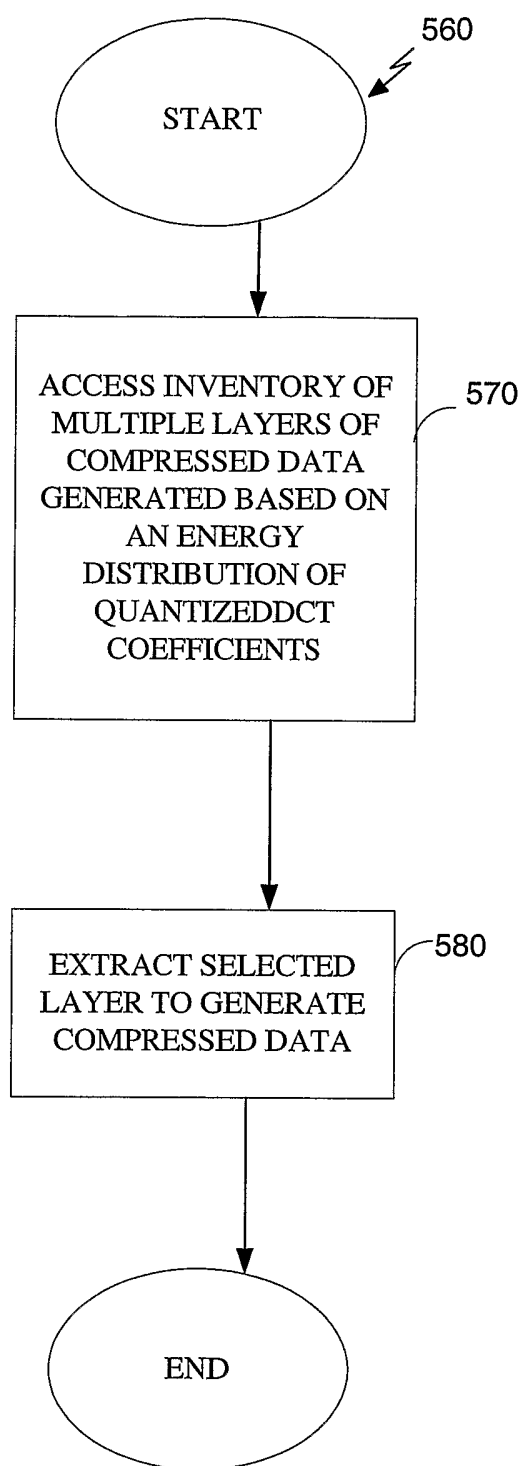 560
START
ACCESS INVENTORY OF
MULTIPLE LAYERS OF
COMPRESSED DATA
GENERATED BASED ON
AN ENERGY
DISTRIBUTION OF
QUANTIZEDDCT
COEFFICIENTS
570
EXTRACT SELECTED
LAYER TO GENERATE
COMPRESSED DATA
580
END